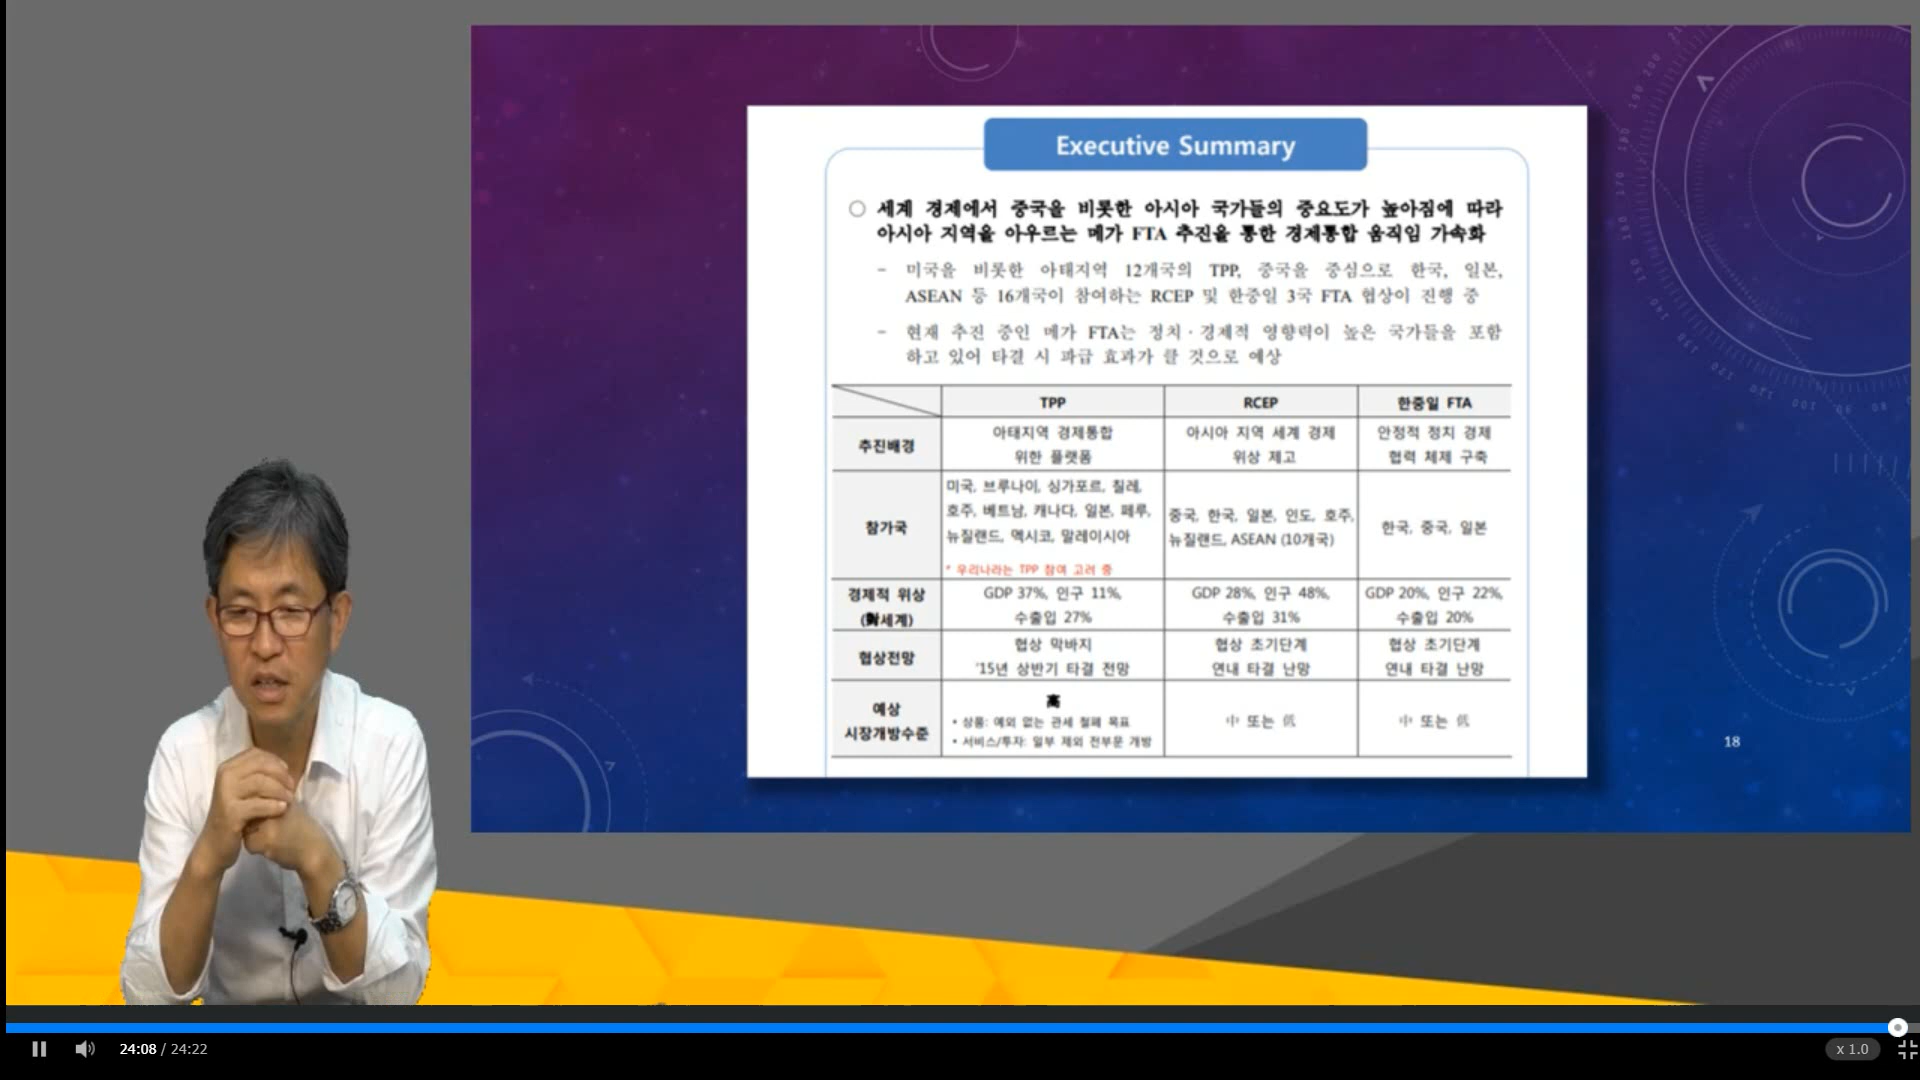 Executive Summary
○ 세계 경제에서 중국을 비롯한 아시아 국가들의 중요도가 높아짐에 따라
아시아 지역을 아우르는 메가 FTA 추진을 통한 경제통합 움직임 가속화
- 미국을 비롯한 아태지역 12개국의 TPP, 중국을 중심으로 한국, 일본,
ASEAN 등 16개국이 참여하는 RCEP 및 한중일 3국 FTA 협상이 진행 중
- 현재 추진 중인 메가 FTA는 정치·경제적 영향력이 높은 국가들을 포함
하고 있어 타결 시 파급 효과가 클 것으로 예상
TPP RCEP 한중일 FTA
추진배경
아태지역 경제통합
위한 플랫폼
아시아 지역 세계 경제
위상 제고
안정적 정치 경제
협력 체제 구축
참가국
미국, 브루나이, 싱가포르, 칠레,
호주, 베트남, 캐나다, 일본, 페루,
뉴질랜드, 멕시코, 말레이시아
* 우리나라는 TPP 참여 고려 중
중국, 한국, 일본, 인도, 호주,
뉴질랜드, ASEAN (10개국)
한국, 중국, 일본
경제적 위상
(對세계)
GDP 37%, 인구 11%,
수출입 27%
GDP 28%, 인구 48%,
수출입 31%
GDP 20%, 인구 22%,
수출입 20%
협상전망
협상 막바지
'15년 상반기 타결 전망
협상 초기단계
연내 타결 난망
협상 초기단계
연내 타결 난망
예상
시장개방수준
高
• 상품: 예외 없는 관세 철폐 목표
• 서비스/투자: 일부 제외 전부문 개방
中 또는 低
中 또는 低
18
24:08 / 24:22
x 1.0